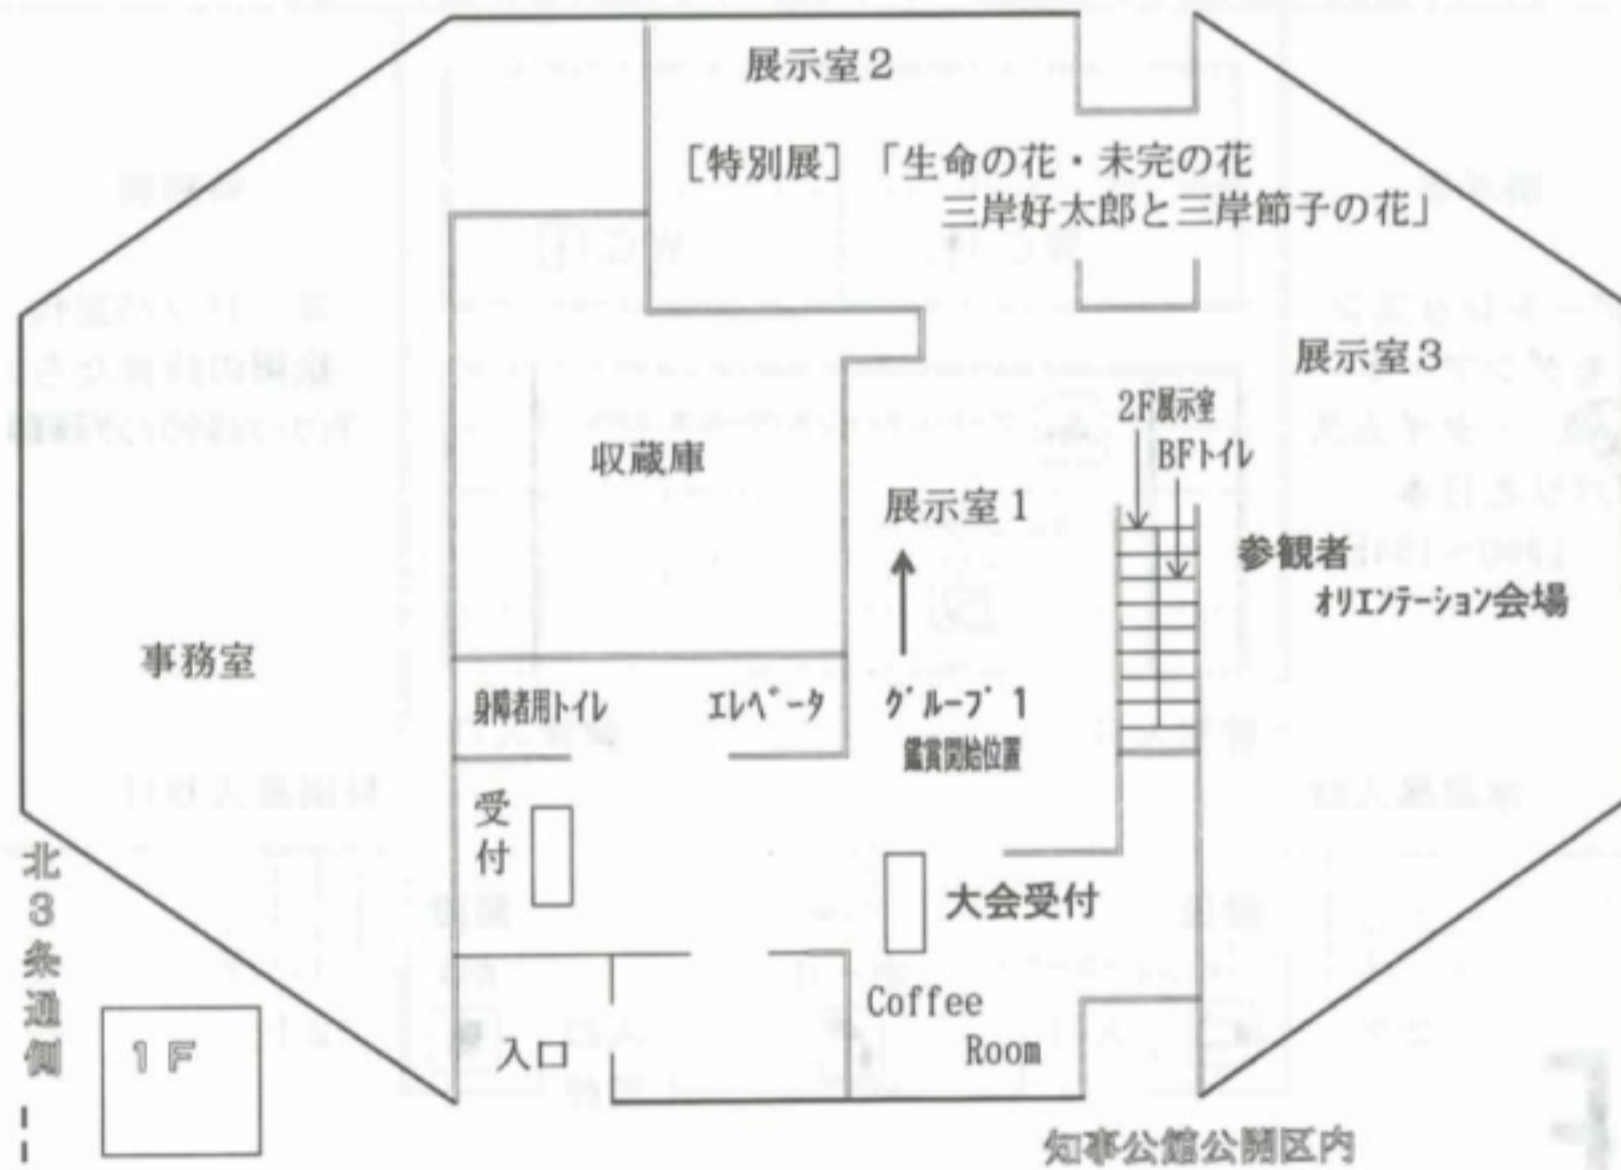 展示室2
[特別展]「生命の花・未完の花
三岸好太郎と三岸節子の花」
展示室3
2F展示室
BFトイレ
収蔵庫
展示室1
参観者
オリエンテーション会場
事務室
身障者用トイレ
エレベータ
グループ1
鑑賞開始位置
受付
大会受付
北3条通側
1F
入口
Coffee
Room
知事公館公開区内